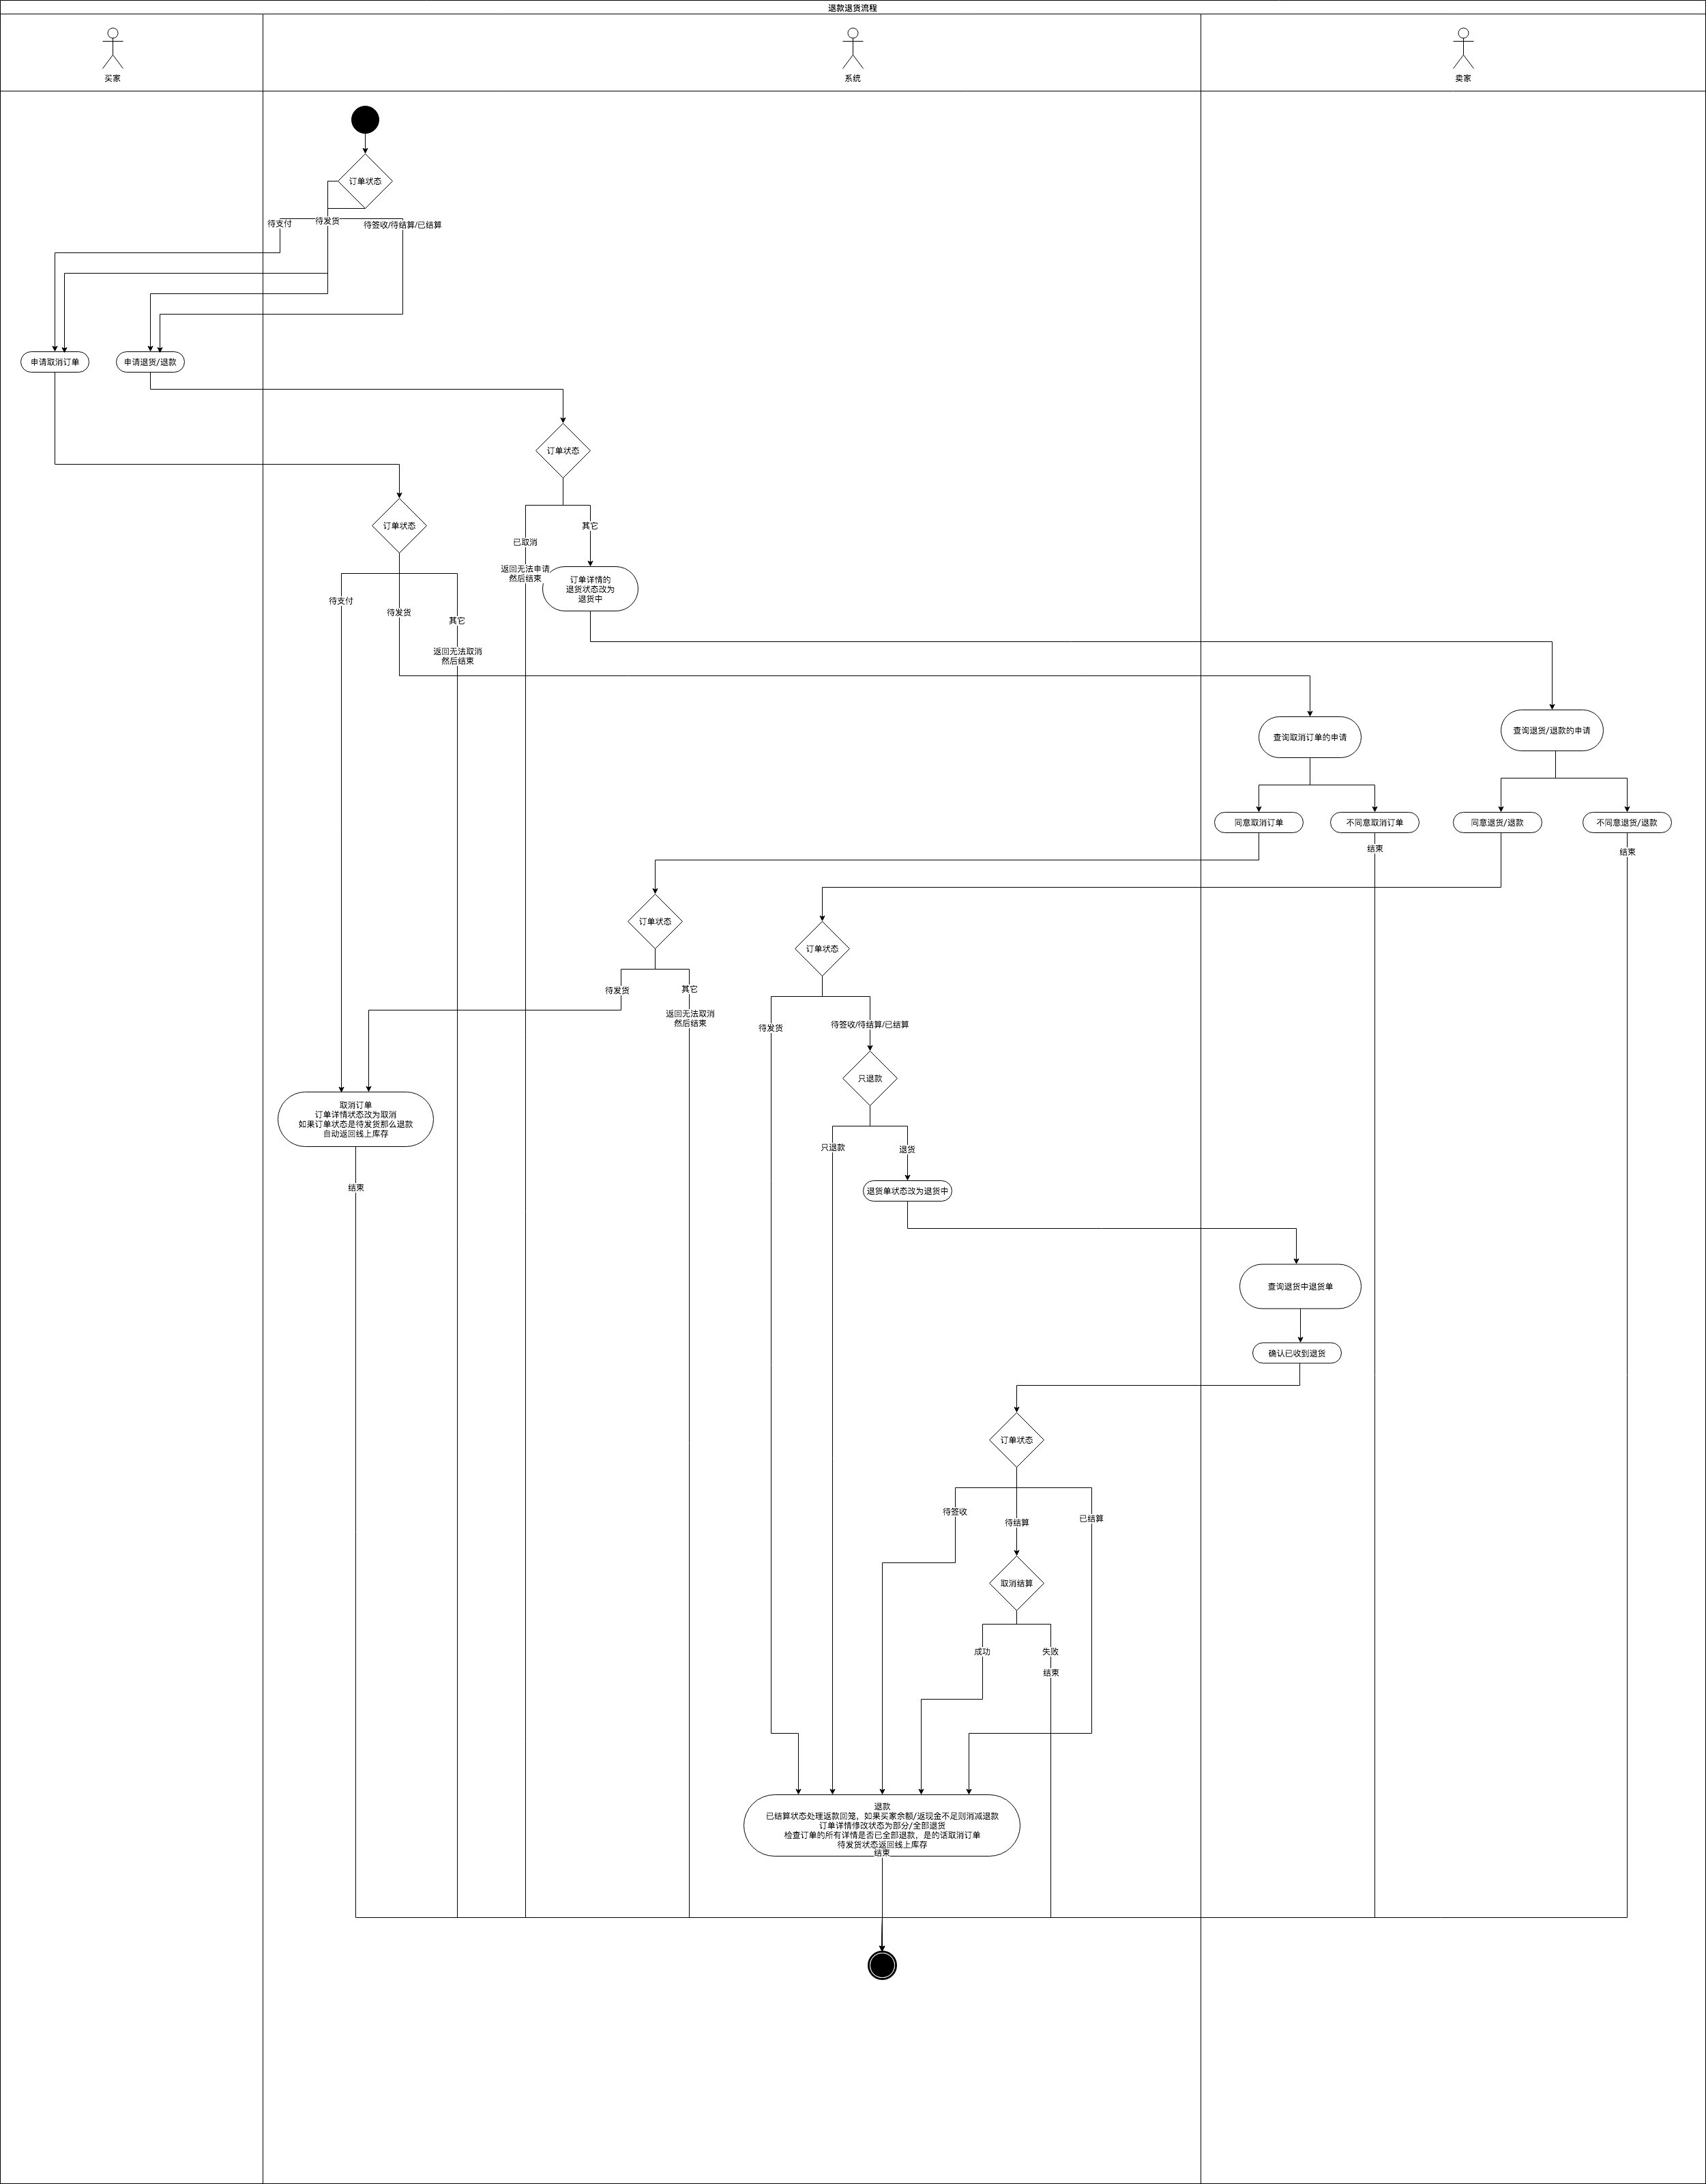 退款退货流程
买家
系统
卖家
订单状态
待支付
待发货
待签收/待结算/已结算
申请取消订单
申请退货/退款
订单状态
订单状态
已取消
其它
返回无法申请
然后结束
订单详情的
退货状态改为
退货中
待支付
待发货
其它
返回无法取消
然后结束
查询取消订单的申请
查询退货/退款的申请
同意取消订单
不同意取消订单
同意退货/退款
不同意退货/退款
结束
结束
订单状态
订单状态
待发货
其它
返回无法取消
然后结束
待发货
待签收/待结算/已结算
只退款
取消订单
订单详情状态改为取消
如果订单状态是待发货那么退款
自动返回线上库存
只退款
退货
结束
退货单状态改为退货中
查询退货中退货单
确认已收到退货
订单状态
待签收
待结算
已结算
取消结算
成功
失败
结束
退款
已结算状态处理返款回笼，如果买家余额/返现金不足则消减退款
订单详情修改状态为部分/全部退货
检查订单的所有详情是否已全部退款，是的话取消订单
待发货状态返回线上库存
结束